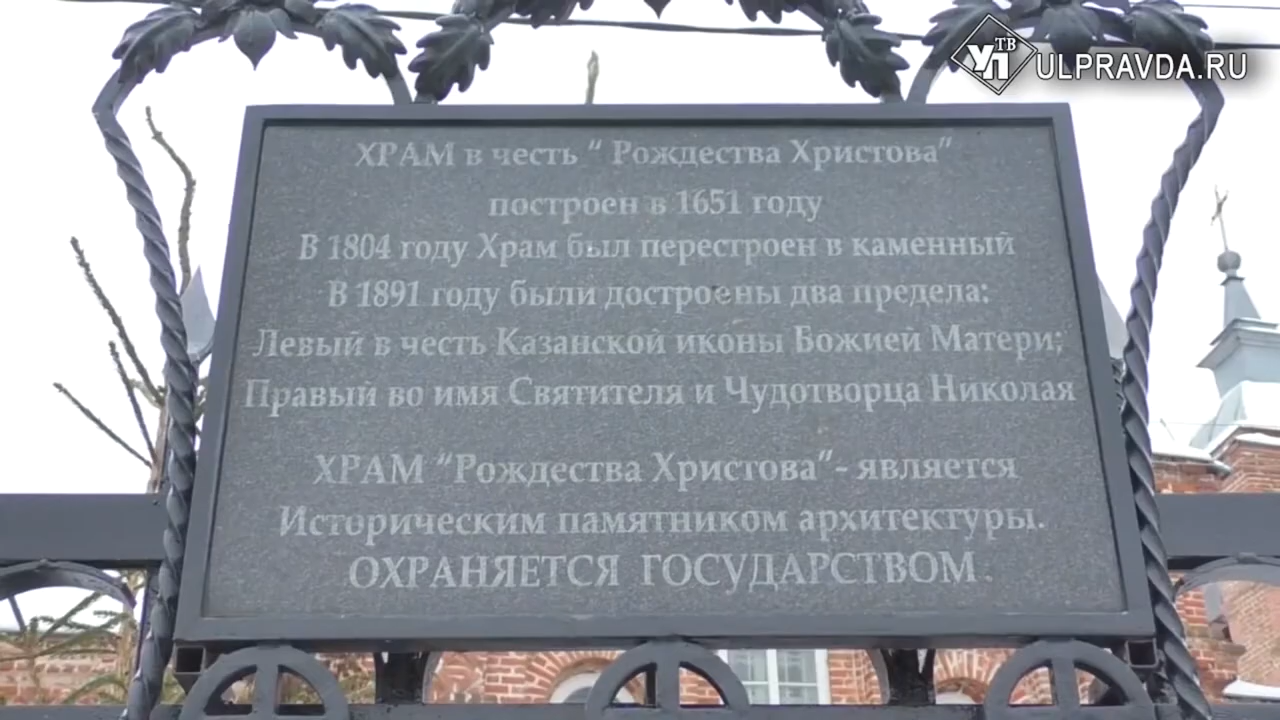 УП ТВ
ULPRAVDA.RU
ХРАМ в честь “ Рождества Христова”
построен в 1651 году
В 1804 году Храм был перестроен в каменный
В 1891 году были достроены два предела:
Левый в честь Казанской иконы Божией Матери;
Правый во имя Святителя и Чудотворца Николая
ХРАМ “Рождества Христова”- является
Историческим памятником архитектуры.
ОХРАНЯЕТСЯ ГОСУДАРСТВОМ.